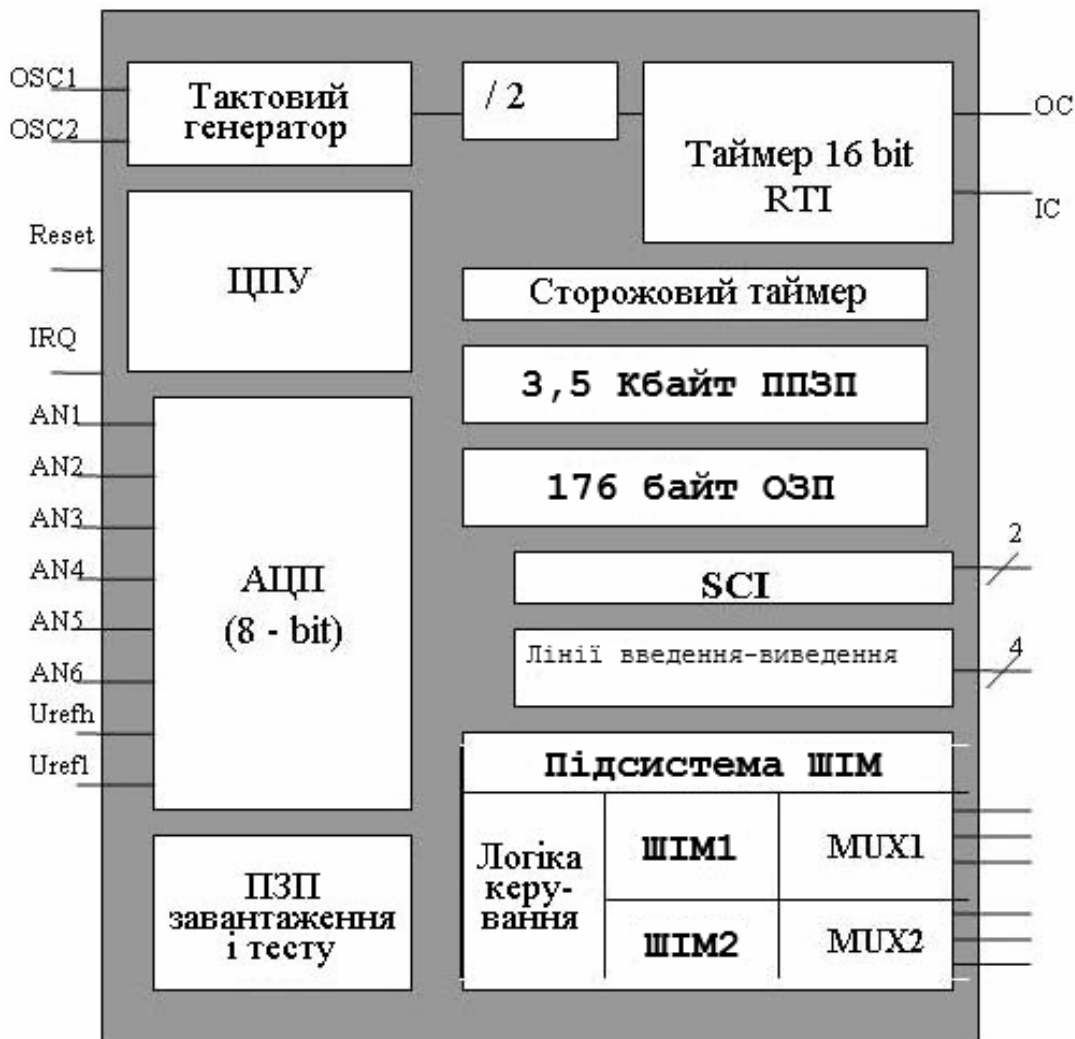 OSC1
OSC2
Тактовий
генератор
/ 2
Таймер 16 bit
RTI
OC
IC
Reset
ЦПУ
IRQ
Сторожовий таймер
3,5 Кбайт ППЗП
176 байт ОЗП
AN1
AN2
AN3
AN4
AN5
AN6
Urefh
Urefl
АЦП
(8 - bit)
SCI
2
Лінії введення-виведення
4
Підсистема ШІМ
Логіка
керу-
вання
ШІМ1
MUX1
ШІМ2
MUX2
ПЗП
завантаження
і тесту